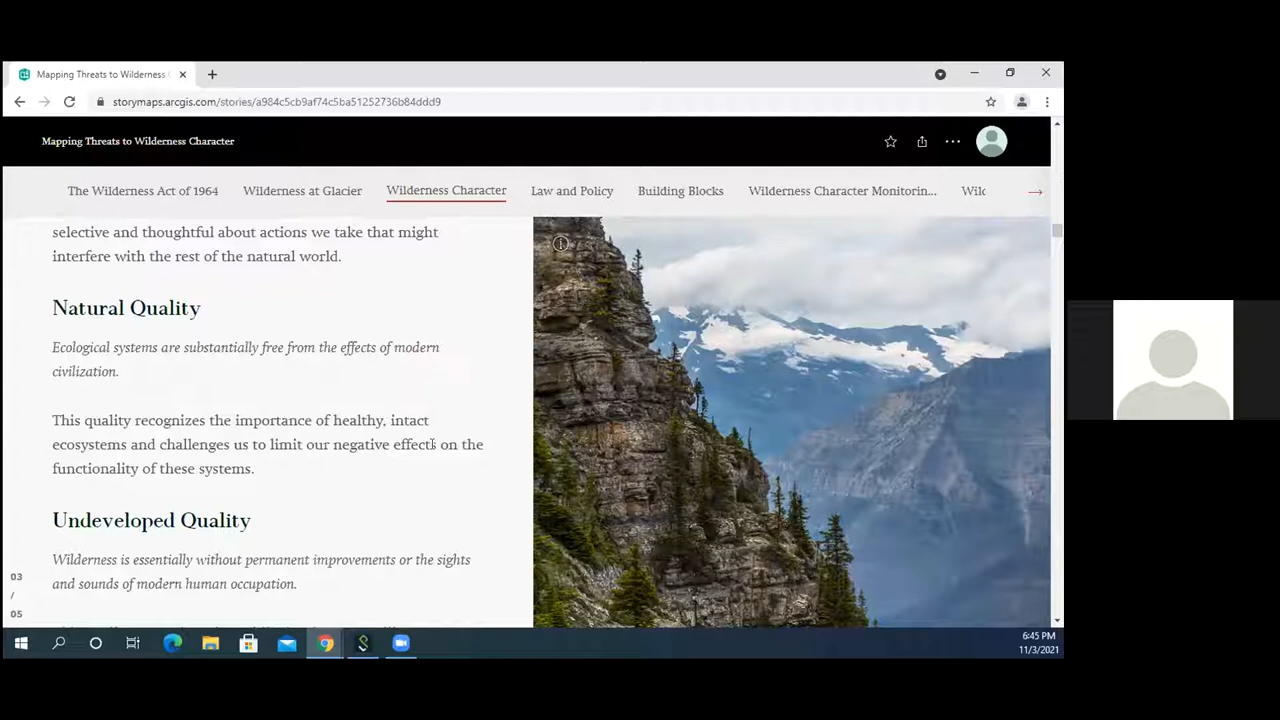 Mapping Threats to Wilderness
storymaps.arcgis.com/stories/a984c5cb9af74c5ba51252736b84ddd9
Mapping Threats to Wilderness Character
The Wilderness Act of 1964
Wilderness at Glacier
Wilderness Character
Law and Policy
Building Blocks
Wilderness Character Monitorin...
Wild
selective and thoughtful about actions we take that might
interfere with the rest of the natural world.
Natural Quality
Ecological systems are substantially free from the effects of modern
civilization.
This quality recognizes the importance of healthy, intact
ecosystems and challenges us to limit our negative effects on the
functionality of these systems.
Undeveloped Quality
Wilderness is essentially without permanent improvements or the sights
and sounds of modern human occupation.
03
/
05
6:45 PM
11/3/2021